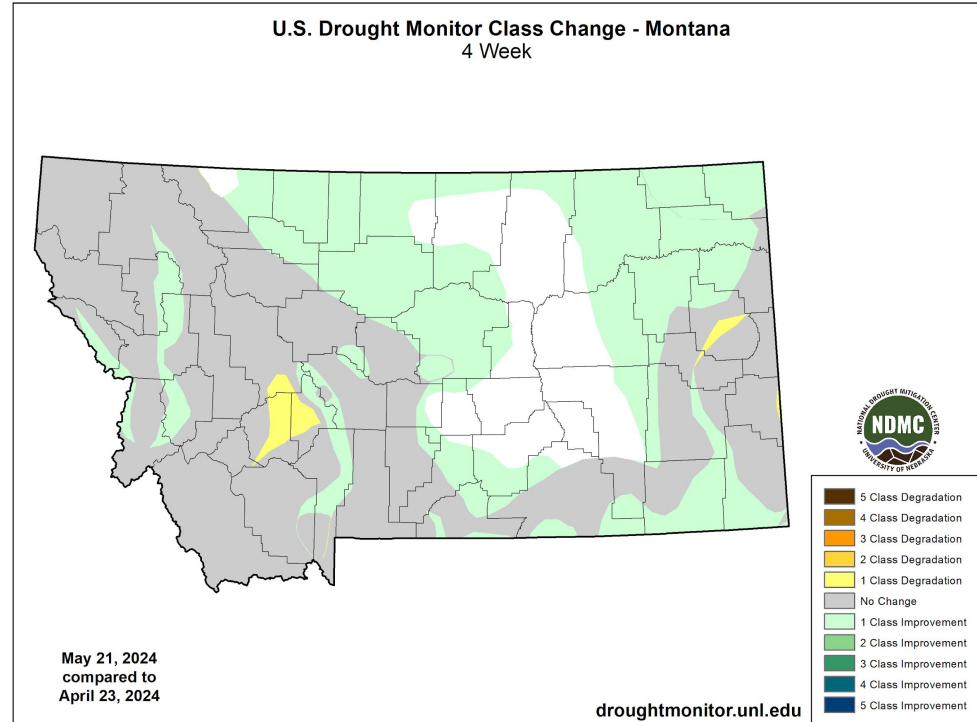 U.S. Drought Monitor Class Change - Montana
4 Week
NATIONAL DROUGHT MITIGATION CENTER
NDMC
UNIVERSITY OF NEBRASKA
5 Class Degradation
4 Class Degradation
3 Class Degradation
2 Class Degradation
1 Class Degradation
No Change
1 Class Improvement
2 Class Improvement
3 Class Improvement
4 Class Improvement
5 Class Improvement
May 21, 2024
compared to
April 23, 2024
droughtmonitor.unl.edu